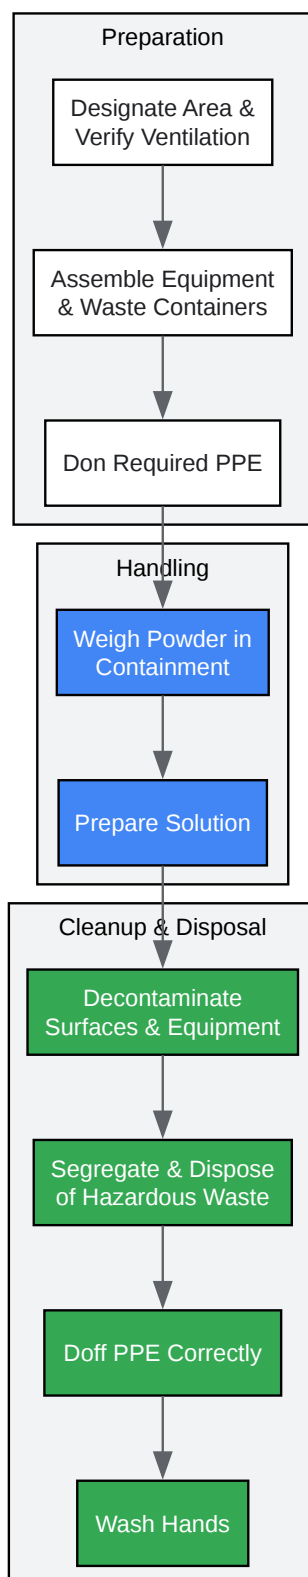 Preparation
Designate Area &
Verify Ventilation
Assemble Equipment
& Waste Containers
Don Required PPE
Handling
Weigh Powder in
Containment
Prepare Solution
Cleanup & Disposal
Decontaminate
Surfaces & Equipment
Segregate & Dispose
of Hazardous Waste
Doff PPE Correctly
Wash Hands